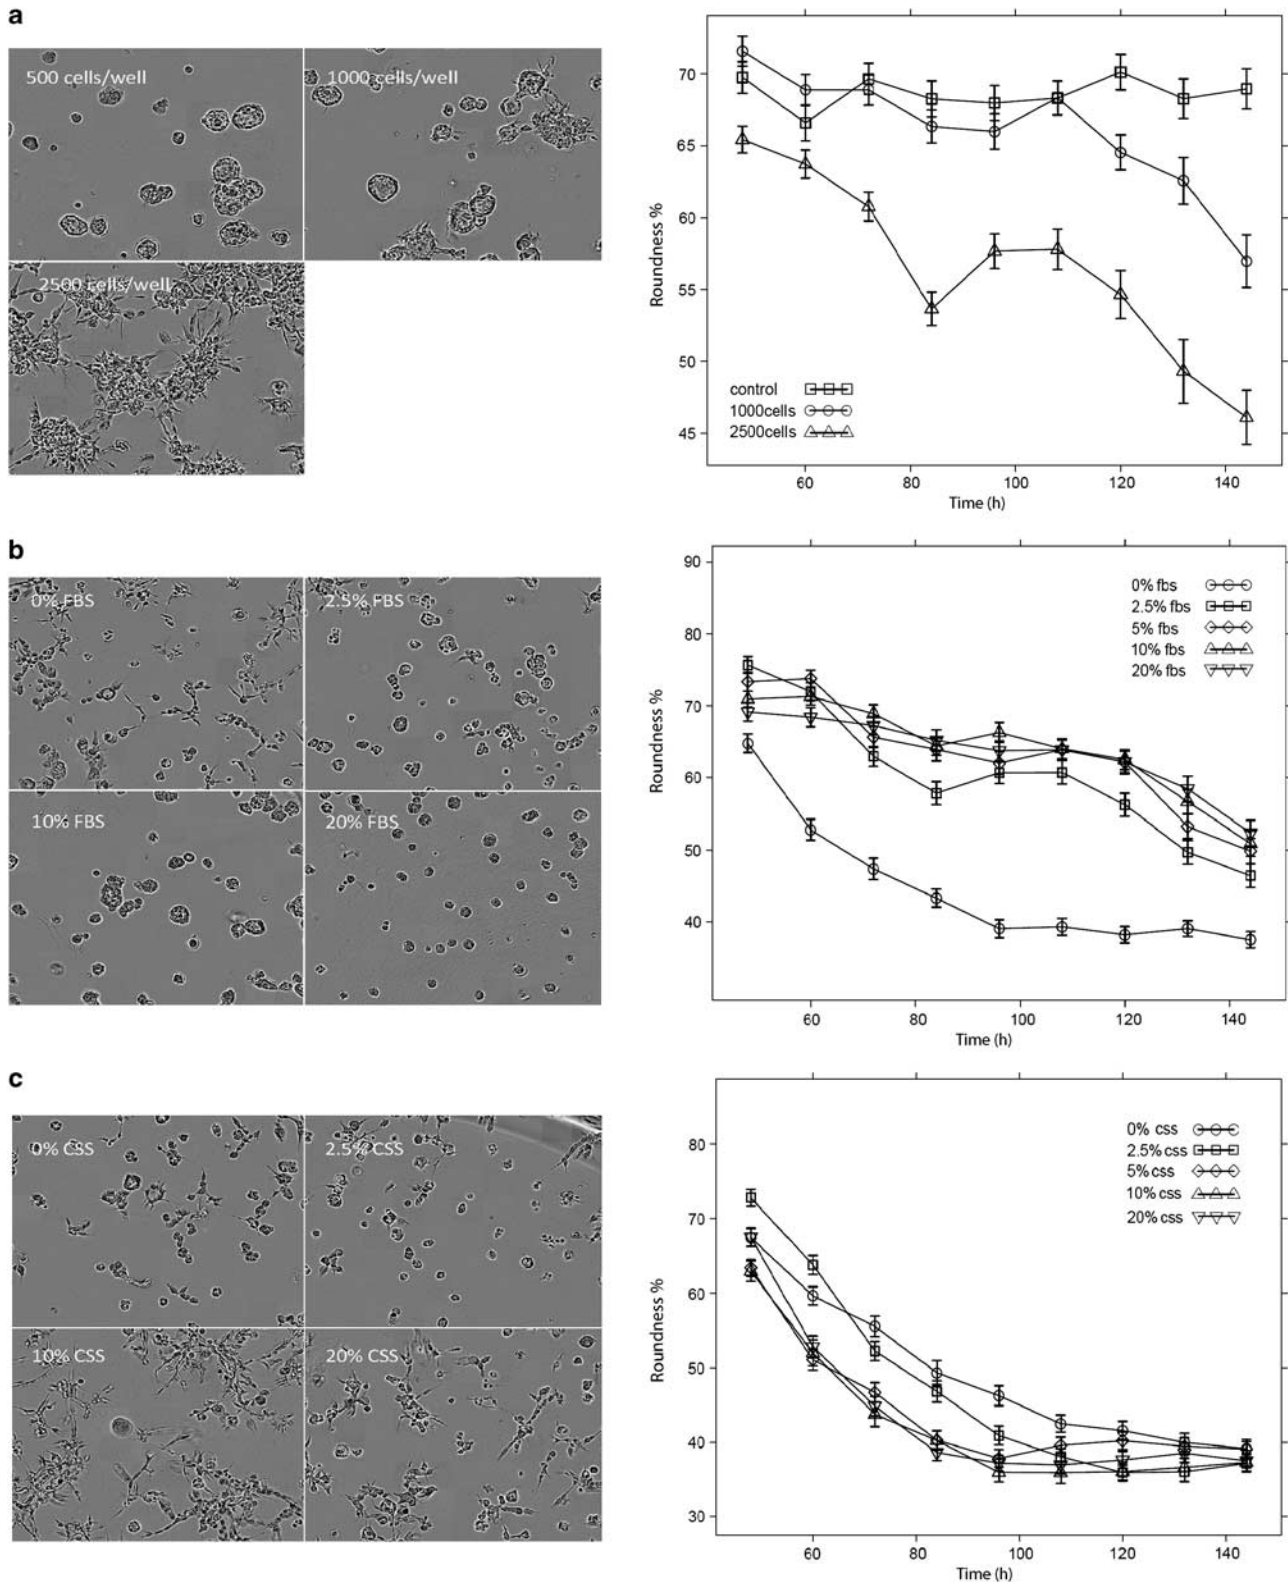 a
500 cells/well
1000 cells/well
2500 cells/well
70
65
60
55
50
45
Roundness %
control
1000cells
2500cells
60
80
100
120
140
Time (h)
b
0% FBS
2.5% FBS
10% FBS
20% FBS
90
80
70
60
50
40
Roundness %
0% fbs
2.5% fbs
5% fbs
10% fbs
20% fbs
60
80
100
120
140
Time (h)
c
0% CSS
2.5% CSS
10% CSS
20% CSS
80
70
60
50
40
30
Roundness %
0% css
2.5% css
5% css
10% css
20% css
60
80
100
120
140
Time (h)